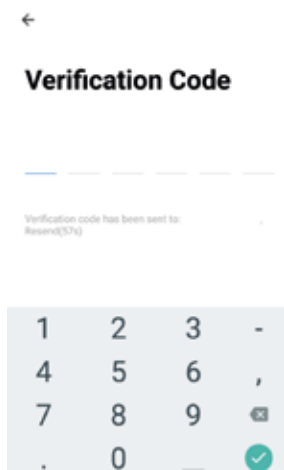 Verification Code
Verification code has been sent to:
Resend(57s)
1 2 3 -
4 5 6 ,
7 8 9
. 0 _